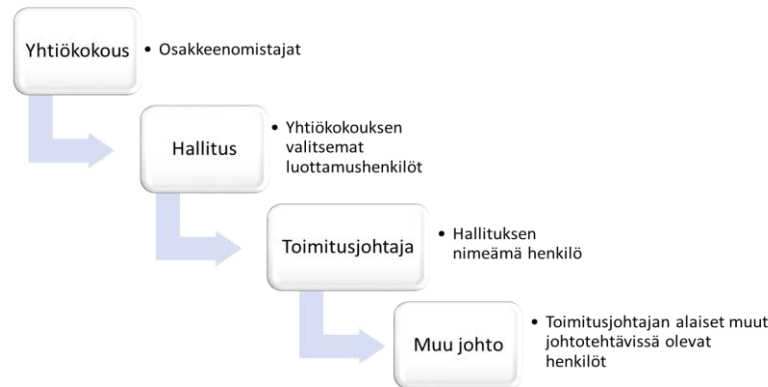 Yhtiökokous
• Osakkeenomistajat
Hallitus
• Yhtiökokouksen
valitsemat
luottamushenkilöt
Toimitusjohtaja
• Hallituksen
nimeämä henkilö
Muu johto
• Toimitusjohtajan alaiset muut
johtotehtävissä olevat
henkilöt